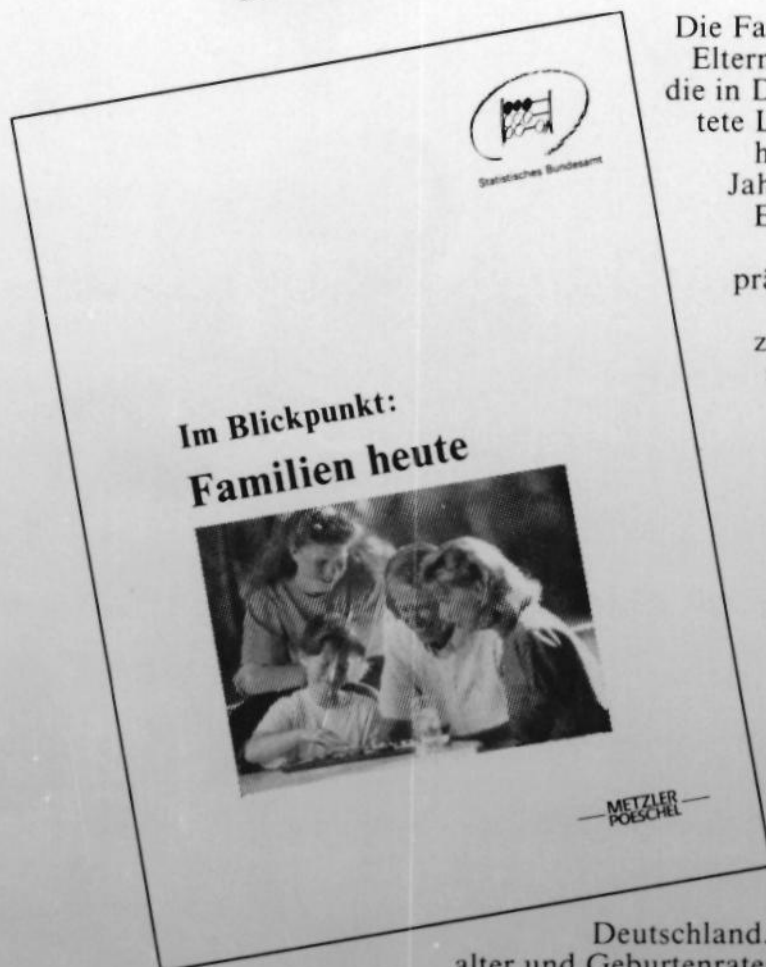 Die Fa
Eltern
die in D
tete L
h
Jah
E
prä
z
Statistisches Bundesamt
Im Blickpunkt:
Familien heute
METZLER
POESCHEL
Deutschland.
alter und Geburtenrate